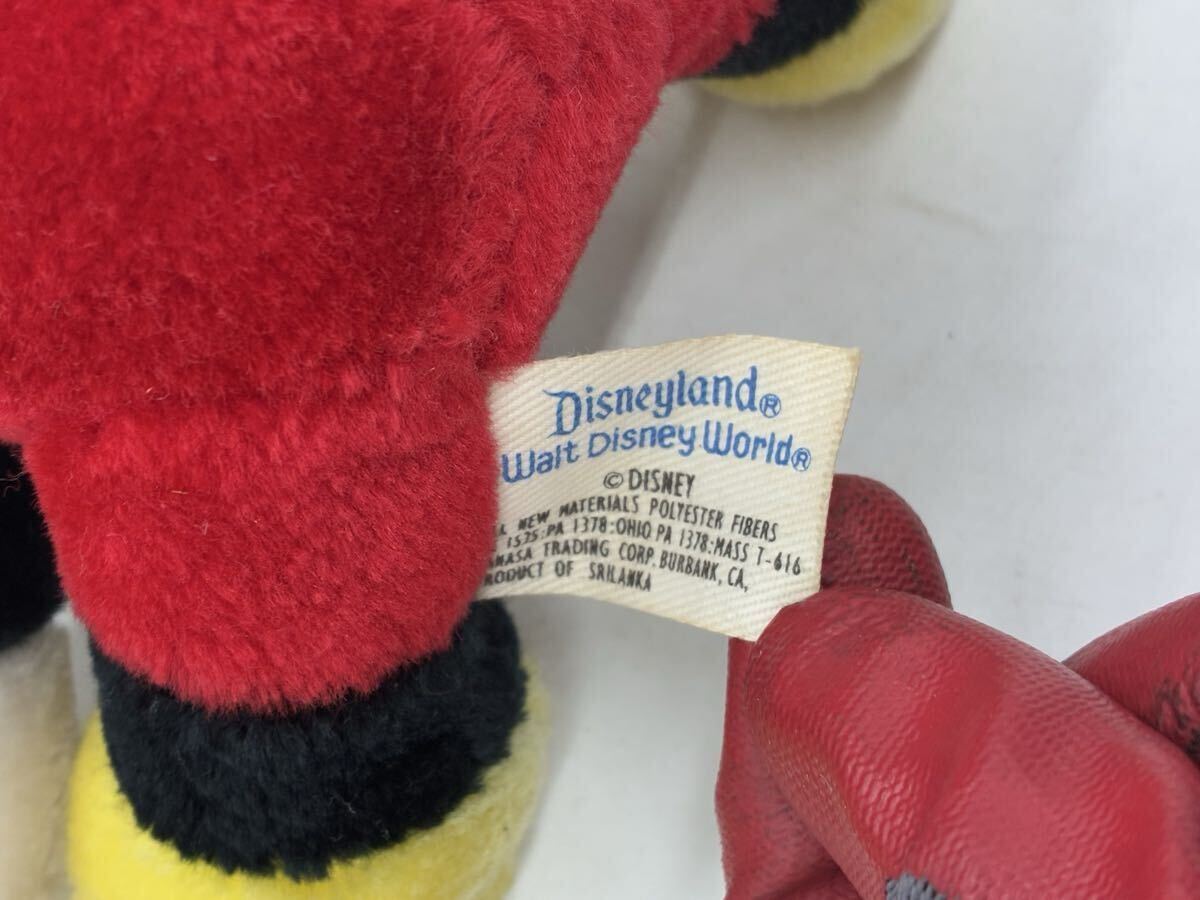 Disneyland®
Walt Disney World®
© DISNEY
NEW MATERIALS POLYESTER FIBERS
1525:PA 1378:OHIO PA 1378:MASS T-616
TRADING CORP. BURBANK, CA,
RODUCT OF SRILANKA